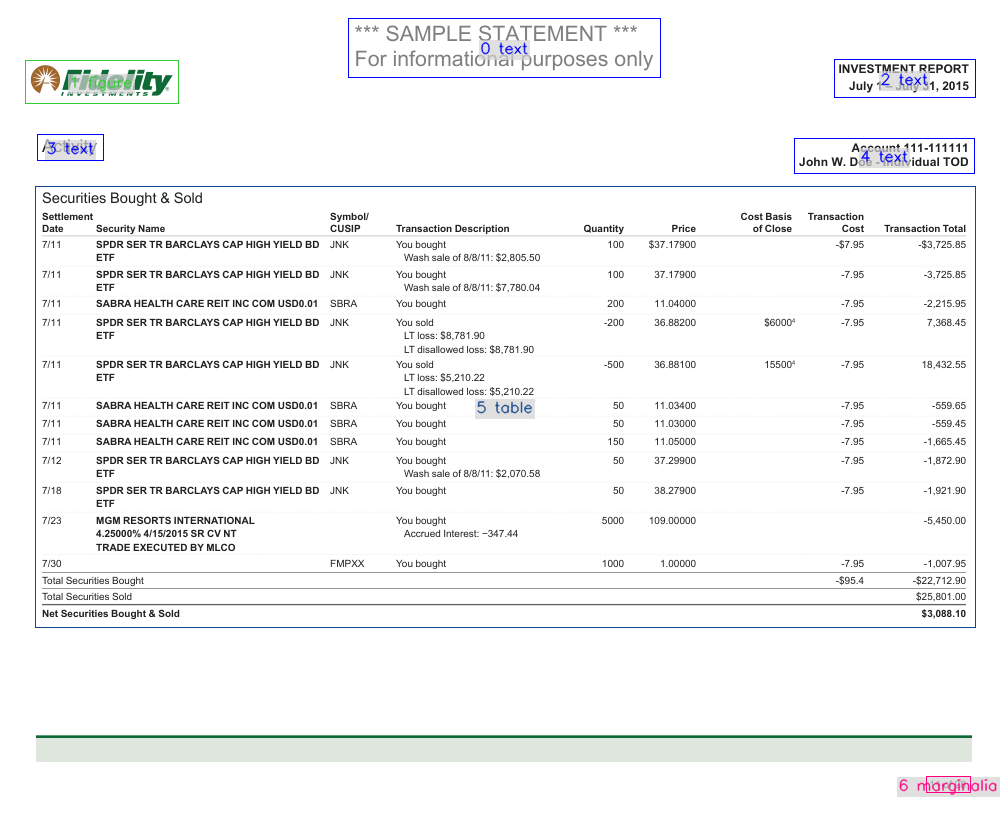 *** SAMPLE STATEMENT ***
For informational purposes only
0 text
Fidelity
INVESTMENTS
1 figure
INVESTMENT REPORT
July 1 – July 31, 2015
2 text
Activity
3 text
Account 111-111111
John W. Doe - Individual TOD
4 text
Securities Bought & Sold
Settlement Date Security Name Symbol/ CUSIP Transaction Description Quantity Price Cost Basis of Close Transaction Cost Transaction Total
7/11 SPDR SER TR BARCLAYS CAP HIGH YIELD BD JNK You bought 100 $37.17900 -$7.95 -$3,725.85
ETF Wash sale of 8/8/11: $2,805.50
7/11 SPDR SER TR BARCLAYS CAP HIGH YIELD BD JNK You bought 100 37.17900 -7.95 -3,725.85
ETF Wash sale of 8/8/11: $7,780.04
7/11 SABRA HEALTH CARE REIT INC COM USD0.01 SBRA You bought 200 11.04000 -7.95 -2,215.95
7/11 SPDR SER TR BARCLAYS CAP HIGH YIELD BD JNK You sold -200 36.88200 $6000⁴ -7.95 7,368.45
ETF LT loss: $8,781.90
LT disallowed loss: $8,781.90
7/11 SPDR SER TR BARCLAYS CAP HIGH YIELD BD JNK You sold -500 36.88100 15500⁴ -7.95 18,432.55
ETF LT loss: $5,210.22
LT disallowed loss: $5,210.22
7/11 SABRA HEALTH CARE REIT INC COM USD0.01 SBRA You bought 50 11.03400 -7.95 -559.65
5 table
7/11 SABRA HEALTH CARE REIT INC COM USD0.01 SBRA You bought 50 11.03000 -7.95 -559.45
7/11 SABRA HEALTH CARE REIT INC COM USD0.01 SBRA You bought 150 11.05000 -7.95 -1,665.45
7/12 SPDR SER TR BARCLAYS CAP HIGH YIELD BD JNK You bought 50 37.29900 -7.95 -1,872.90
ETF Wash sale of 8/8/11: $2,070.58
7/18 SPDR SER TR BARCLAYS CAP HIGH YIELD BD JNK You bought 50 38.27900 -7.95 -1,921.90
ETF
7/23 MGM RESORTS INTERNATIONAL You bought 5000 109.00000 -5,450.00
4.25000% 4/15/2015 SR CV NT Accrued Interest: −347.44
TRADE EXECUTED BY MLCO
7/30 FMPXX You bought 1000 1.00000 -7.95 -1,007.95
Total Securities Bought -$95.4 -$22,712.90
Total Securities Sold $25,801.00
Net Securities Bought & Sold $3,088.10
6 marginalia